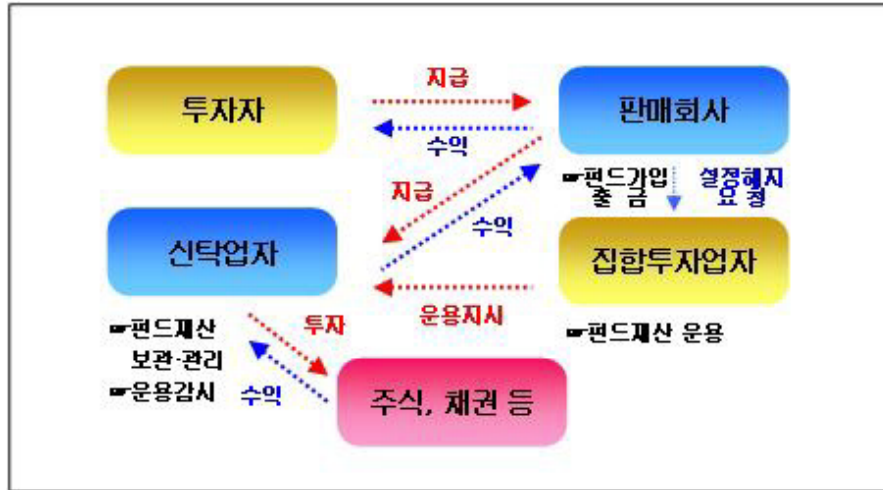 지급
투자자
판매회사
수익
☞펀드가입
출 금
설정해지
요 청
지급
수익
신탁업자
집합투자업자
운용지시
☞펀드재산
보관·관리
☞운용감시
투자
수익
☞펀드재산 운용
주식, 채권 등